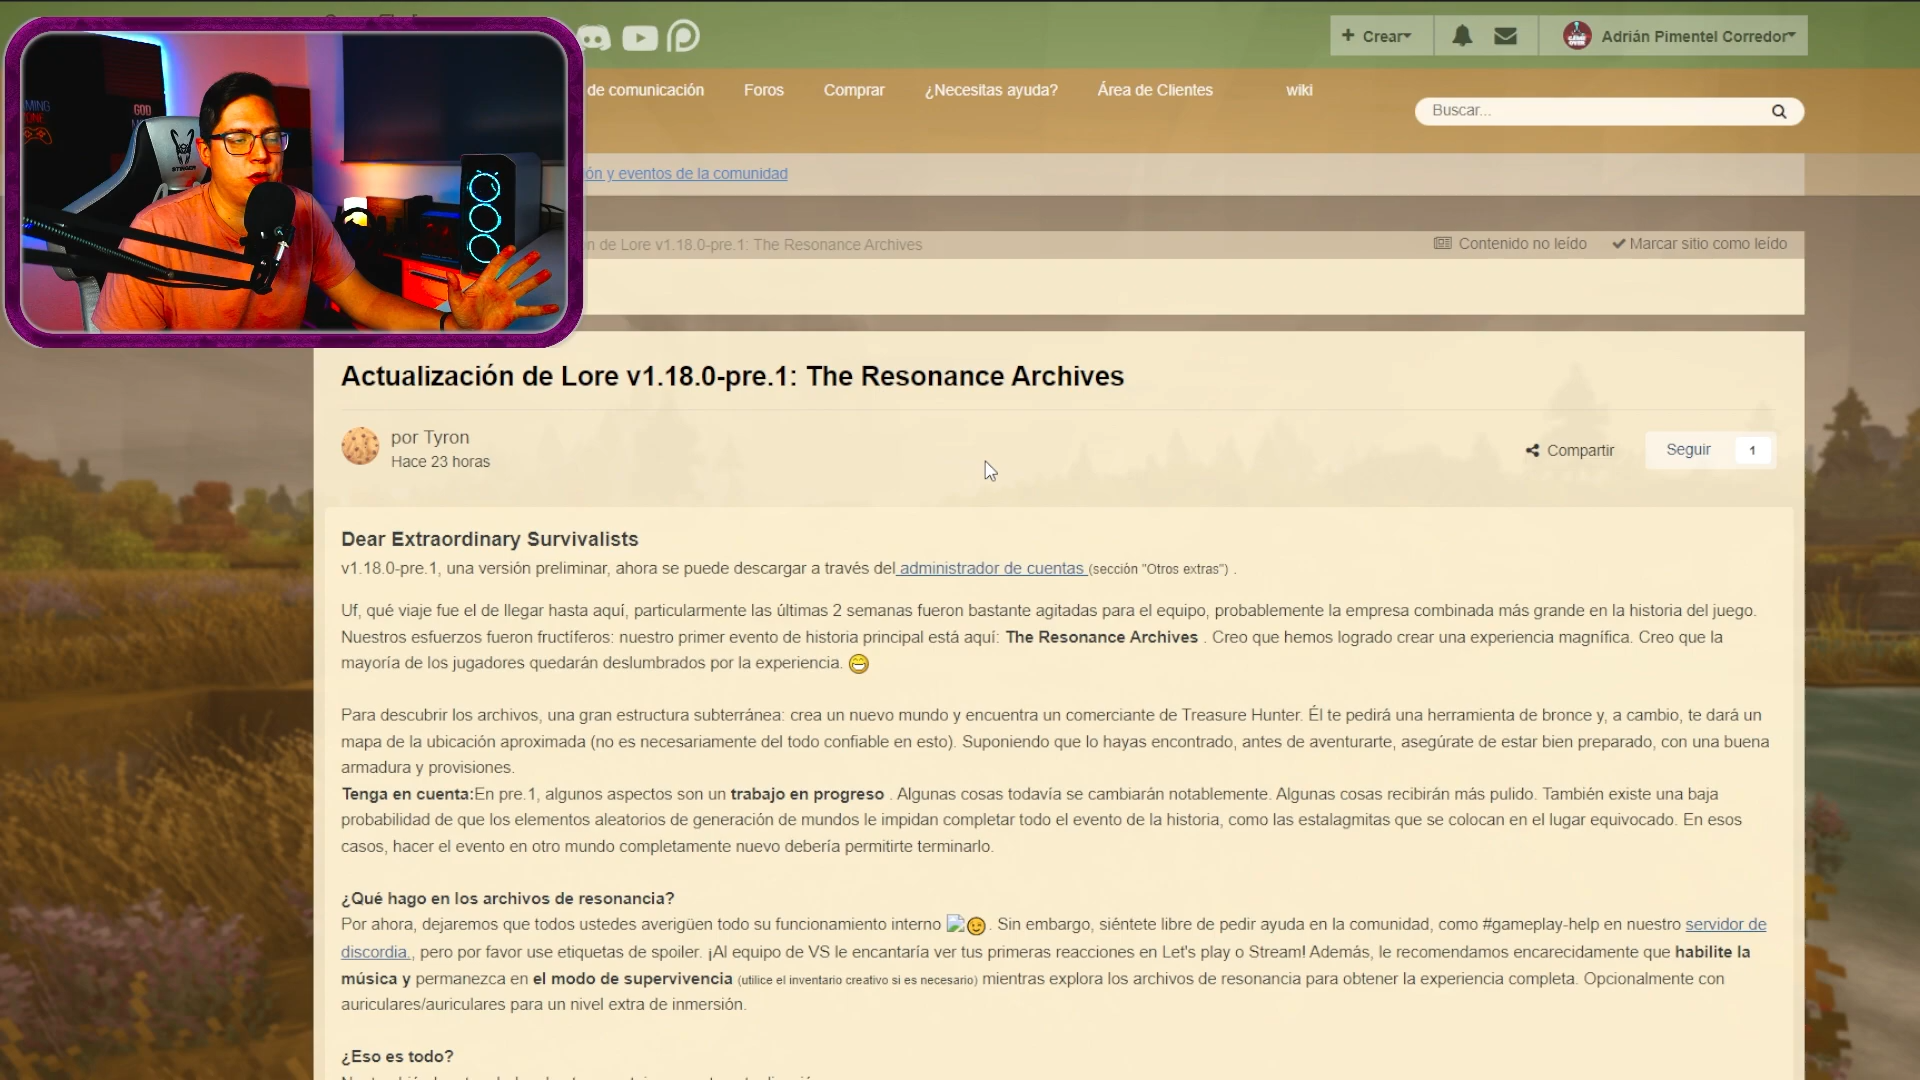 + Crear
Adrián Pimentel Corredor
de comunicación
Foros
Comprar
¿Necesitas ayuda?
Área de Clientes
wiki
Buscar...
ón y eventos de la comunidad
n de Lore v1.18.0-pre.1: The Resonance Archives
Contenido no leído
Marcar sitio como leído
GOD
STINGER
Actualización de Lore v1.18.0-pre.1: The Resonance Archives
por Tyron
Hace 23 horas
Compartir
Seguir
1
Dear Extraordinary Survivalists
v1.18.0-pre.1, una versión preliminar, ahora se puede descargar a través del administrador de cuentas (sección "Otros extras") .
Uf, qué viaje fue el de llegar hasta aquí, particularmente las últimas 2 semanas fueron bastante agitadas para el equipo, probablemente la empresa combinada más grande en la historia del juego.
Nuestros esfuerzos fueron fructíferos: nuestro primer evento de historia principal está aquí: The Resonance Archives . Creo que hemos logrado crear una experiencia magnífica. Creo que la
mayoría de los jugadores quedarán deslumbrados por la experiencia.
Para descubrir los archivos, una gran estructura subterránea: crea un nuevo mundo y encuentra un comerciante de Treasure Hunter. Él te pedirá una herramienta de bronce y, a cambio, te dará un
mapa de la ubicación aproximada (no es necesariamente del todo confiable en esto). Suponiendo que lo hayas encontrado, antes de aventurarte, asegúrate de estar bien preparado, con una buena
armadura y provisiones.
Tenga en cuenta:En pre.1, algunos aspectos son un trabajo en progreso . Algunas cosas todavía se cambiarán notablemente. Algunas cosas recibirán más pulido. También existe una baja
probabilidad de que los elementos aleatorios de generación de mundos le impidan completar todo el evento de la historia, como las estalagmitas que se colocan en el lugar equivocado. En esos
casos, hacer el evento en otro mundo completamente nuevo debería permitirte terminarlo.
¿Qué hago en los archivos de resonancia?
Por ahora, dejaremos que todos ustedes averigüen todo su funcionamiento interno . Sin embargo, siéntete libre de pedir ayuda en la comunidad, como #gameplay-help en nuestro servidor de
discordia., pero por favor use etiquetas de spoiler. ¡Al equipo de VS le encantaría ver tus primeras reacciones en Let's play o Stream! Además, le recomendamos encarecidamente que habilite la
música y permanezca en el modo de supervivencia (utilice el inventario creativo si es necesario) mientras explora los archivos de resonancia para obtener la experiencia completa. Opcionalmente con
auriculares/auriculares para un nivel extra de inmersión.
¿Eso es todo?